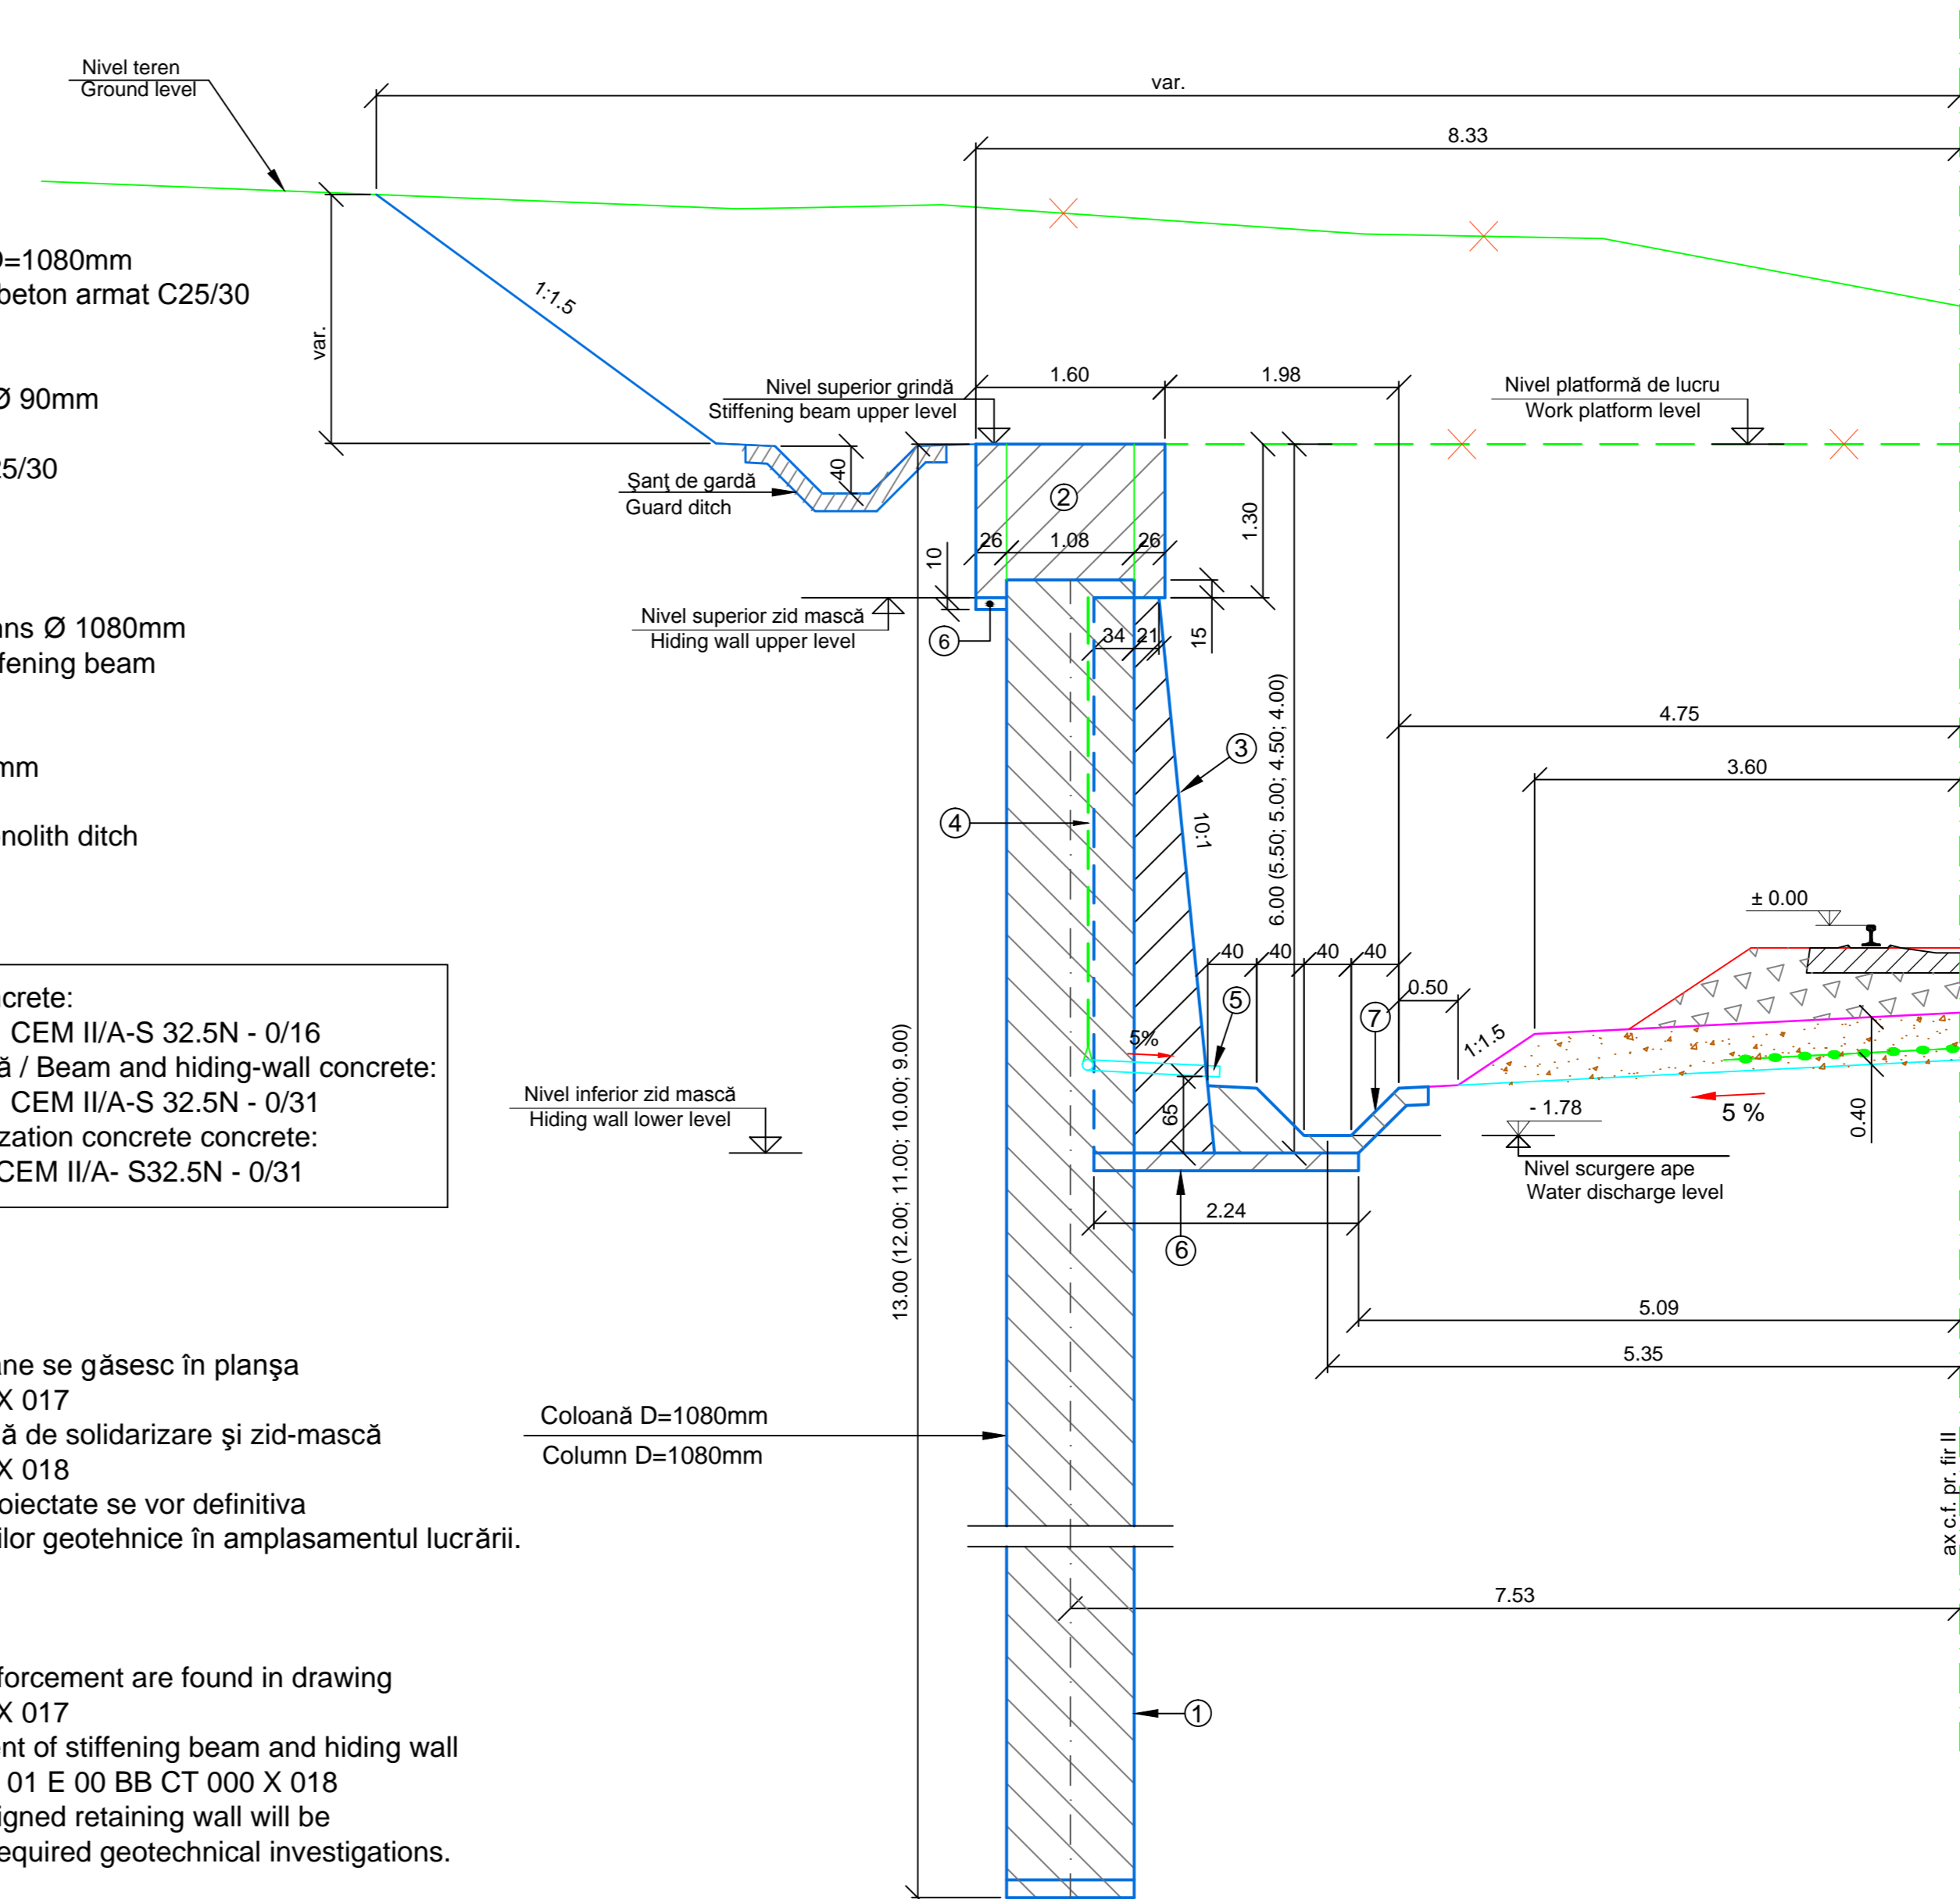 Nivel teren
Ground level
var.
8.33
D=1080mm
beton armat C25/30
1:1.5
var.
Ø 90mm
25/30
Nivel superior grindă
Stiffening beam upper level
1.60
1.98
Nivel platformă de lucru
Work platform level
Şanţ de gardă
Guard ditch
40
2
1.30
26
1.08
26
10
Nivel superior zid mască
Hiding wall upper level
6
34
21
15
nns Ø 1080mm
fening beam
mm
nolith ditch
6.00 (5.50; 5.00; 4.50; 4.00)
4.75
3.60
3
4
10:1
± 0.00
40
40
40
40
0.50
5
7
5%
1:1.5
65
- 1.78
5 %
0.40
Nivel scurgere ape
Water discharge level
ncrete:
CEM II/A-S 32.5N - 0/16
ă / Beam and hiding-wall concrete:
CEM II/A-S 32.5N - 0/31
zation concrete concrete:
CEM II/A- S32.5N - 0/31
Nivel inferior zid mască
Hiding wall lower level
13.00 (12.00; 11.00; 10.00; 9.00)
2.24
6
5.09
5.35
ane se găsesc în planşa
X 017
ă de solidarizare şi zid-mască
X 018
oiectate se vor definitiva
ilor geotehnice în amplasamentul lucrării.
Coloană D=1080mm
Column D=1080mm
ax c.f. pr. fir II
7.53
1
forcement are found in drawing
X 017
ent of stiffening beam and hiding wall
01 E 00 BB CT 000 X 018
igned retaining wall will be
equired geotechnical investigations.